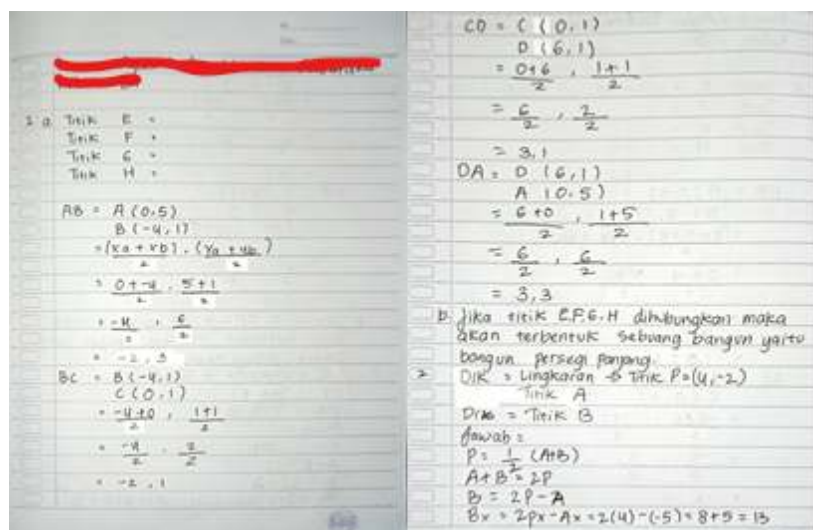 1 a Titik E =
Titik F =
Titik G =
Titik H =
AB = A (0,5)
B (-4,1)
= (xa + xb) , (ya + yb)
2 2
= 0 + -4 , 5 + 1
2 2
= -4 , 6
2 2
= -2 , 3
BC = B (-4,1)
C (0,1)
= -4 + 0 , 1 + 1
2 2
= -4 , 2
2 2
= -2 , 1
CD = C (0,1)
D (6,1)
= 0+6 , 1+1
2 2
= 6 , 2
2 2
= 3,1
DA = D (6,1)
A (0.5)
= 6 + 0 , 1+5
2 2
= 6 , 6
2 2
= 3,3
b. Jika titik E,F,G,H dihubungkan maka
akan terbentuk sebuang bangun yaitu
bangun persegi panjang.
2 Dik = Lingkaran → Titik P = (4,-2)
Titik A
= Titik B
Jawab =
P = 1 (A+B)
2
A + B = 2P
B = 2P - A
Bx = 2Px - Ax = 2(4) - (-5) = 8 + 5 = 13